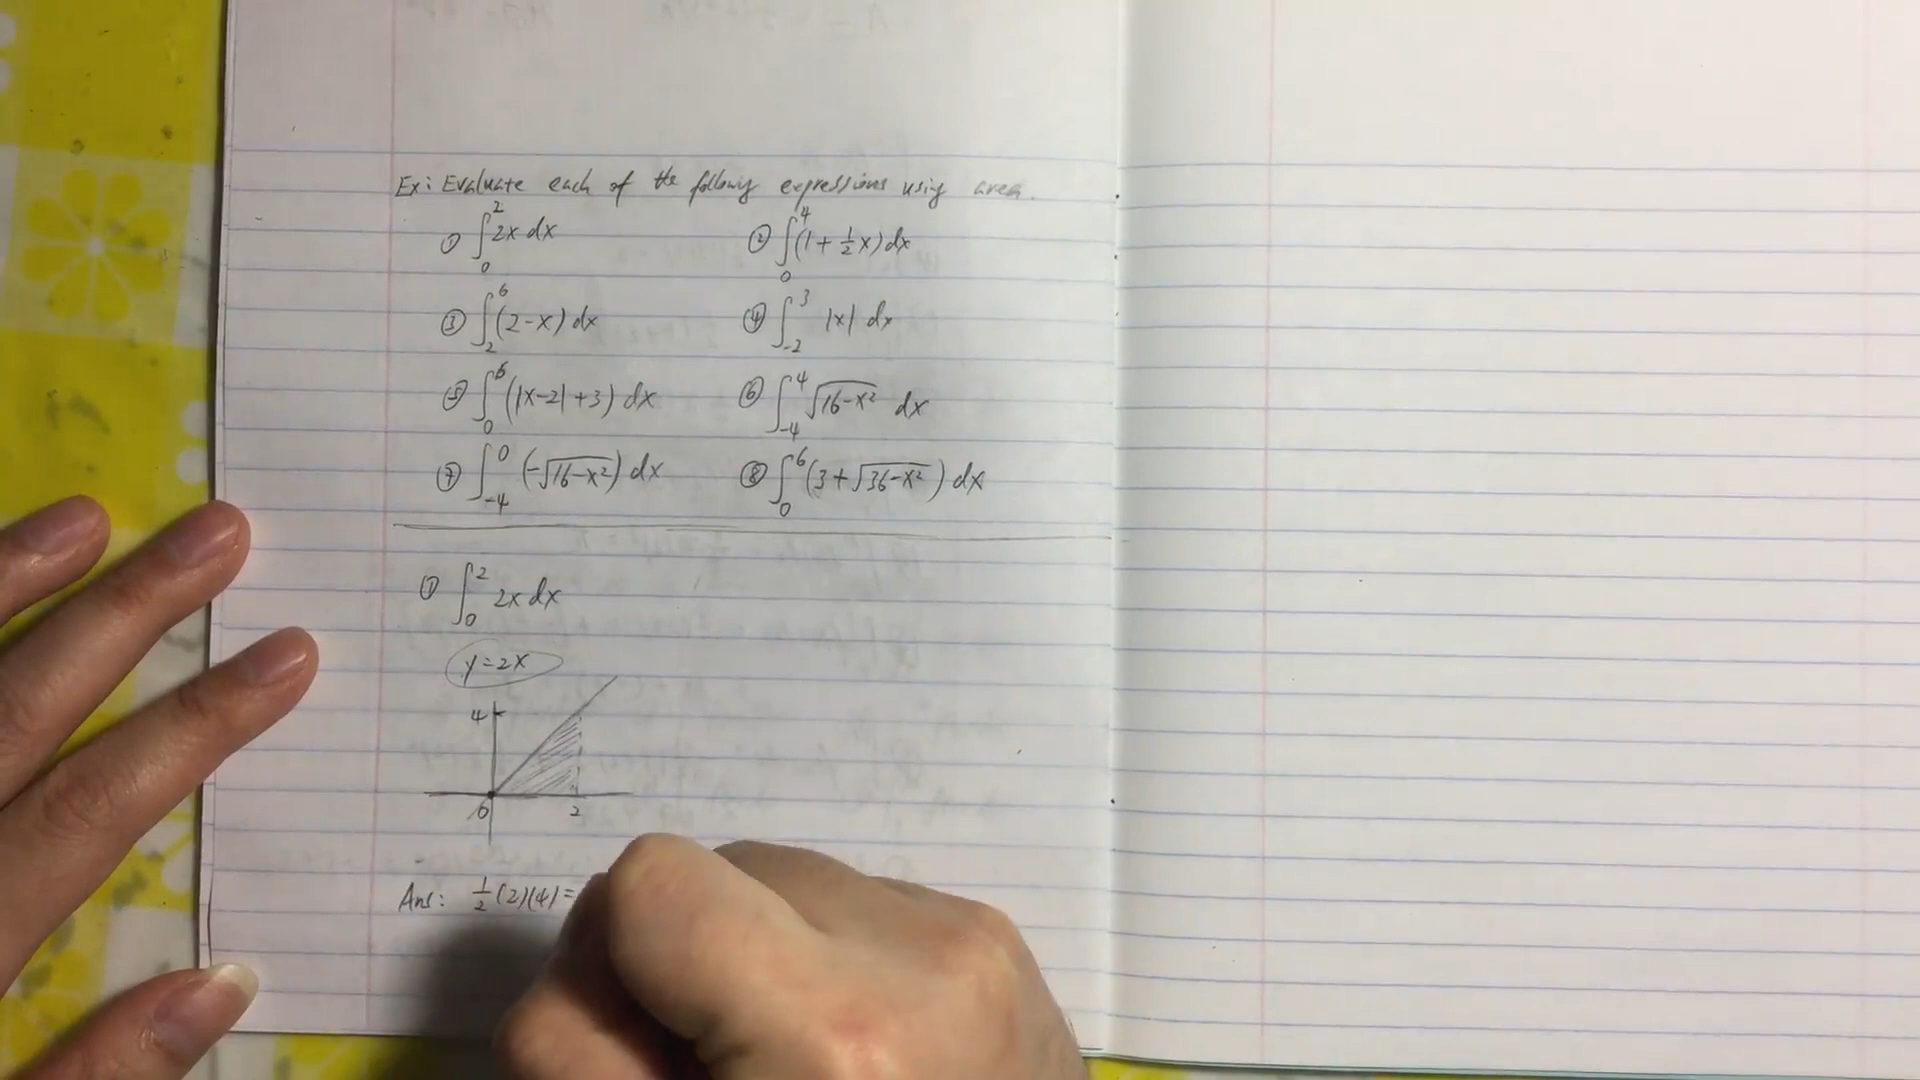 Ex: Evaluate each of the following expressions using area.
① ∫₀² 2x dx ② ∫₀⁴ (1 + ½x) dx
③ ∫₂⁶ (2-x) dx ④ ∫₋₂³ |x| dx
⑤ ∫₀⁶ (|x-2| + 3) dx ⑥ ∫₋₄⁴ √(16-x²) dx
⑦ ∫₋₄⁰ (-√(16-x²)) dx ⑧ ∫₀⁶ (3 + √(36-x²)) dx
① ∫₀² 2x dx
y=2x
4
0 2
Ans: ½(2)(4) =